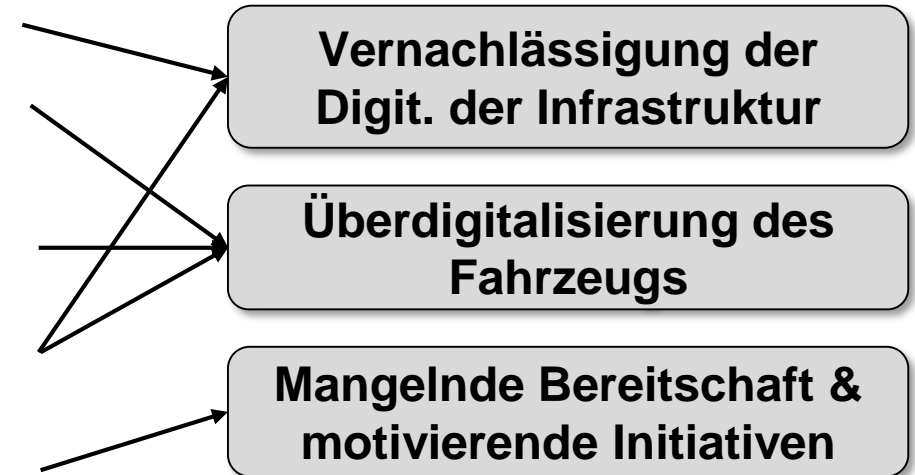 Vernachlässigung der
Digit. der Infrastruktur
Überdigitalisierung des
Fahrzeugs
Mangelnde Bereitschaft &
motivierende Initiativen